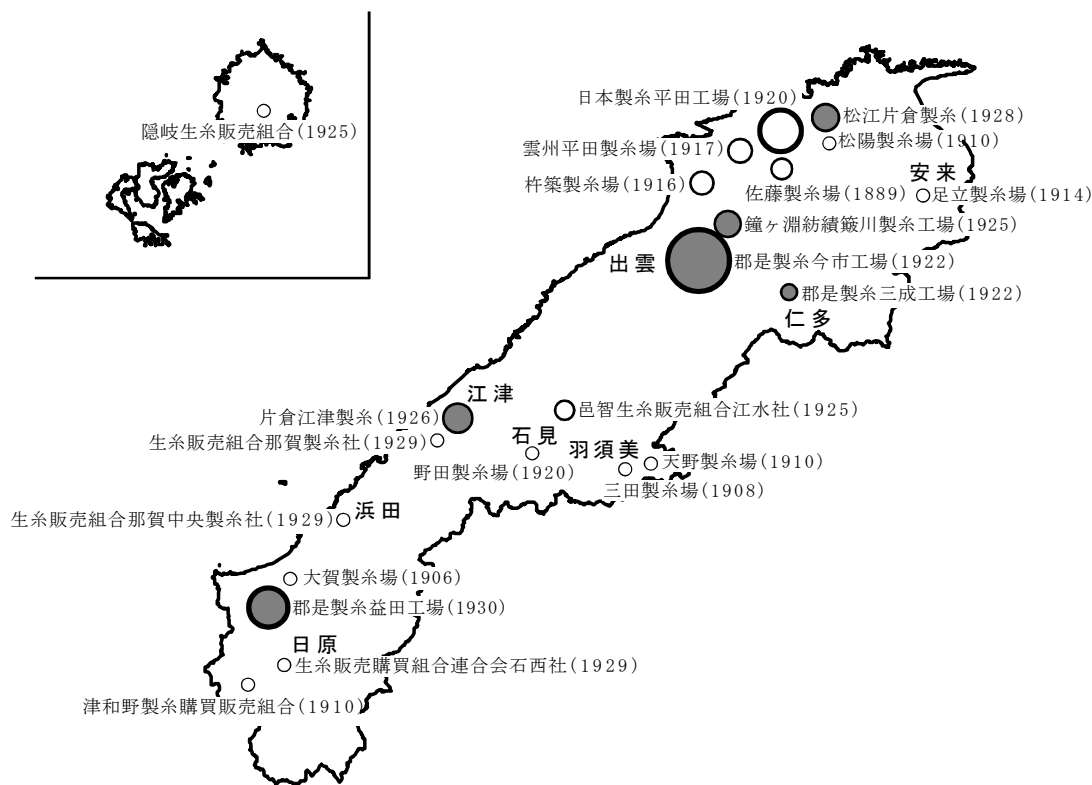 日本製糸平田工場(1920)
松江片倉製糸(1928)
隠岐生糸販売組合(1925)
松陽製糸場(1910)
雲州平田製糸場(1917)
安来
杵築製糸場(1916)
佐藤製糸場(1889)
足立製糸場(1914)
鐘ヶ淵紡績簸川製糸工場(1925)
出雲
郡是製糸今市工場(1922)
郡是製糸三成工場(1922)
仁多
江津
片倉江津製糸(1926)
邑智生糸販売組合江水社(1925)
石見
生糸販売組合那賀製糸社(1929)
羽須美
野田製糸場(1920)
天野製糸場(1910)
三田製糸場(1908)
浜田
生糸販売組合那賀中央製糸社(1929)
大賀製糸場(1906)
郡是製糸益田工場(1930)
日原
生糸販売購買組合連合会石西社(1929)
津和野製糸購買販売組合(1910)